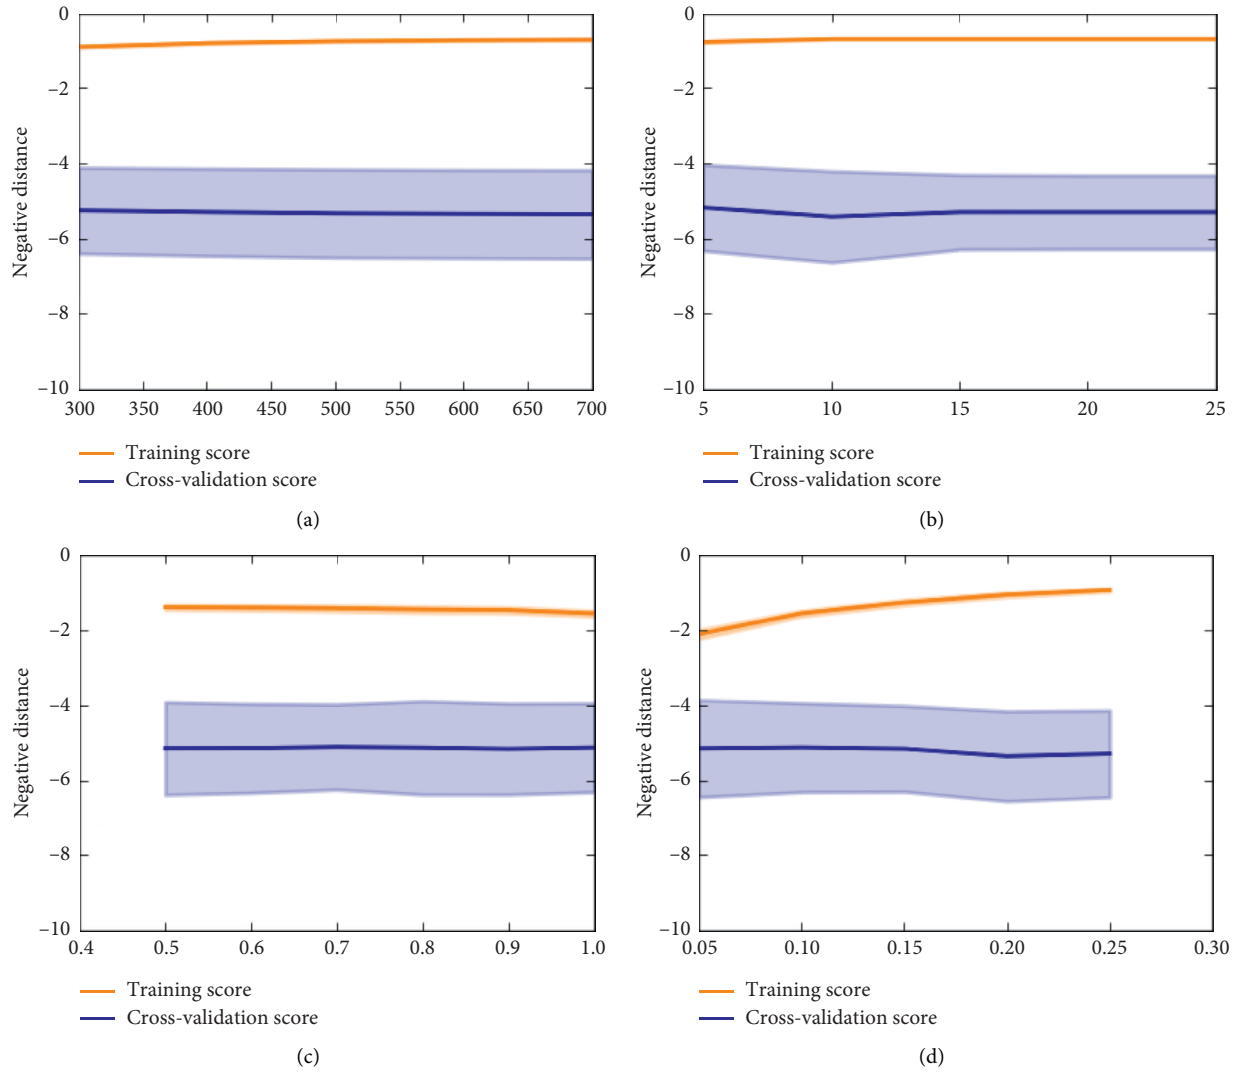 0
−2
−4
−6
−8
−10
Negative distance
300 350 400 450 500 550 600 650 700
Training score
Cross-validation score
(a)
0
−2
−4
−6
−8
−10
Negative distance
5 10 15 20 25
Training score
Cross-validation score
(b)
0
−2
−4
−6
−8
−10
Negative distance
0.4 0.5 0.6 0.7 0.8 0.9 1.0
Training score
Cross-validation score
(c)
0
−2
−4
−6
−8
−10
Negative distance
0.05 0.10 0.15 0.20 0.25 0.30
Training score
Cross-validation score
(d)